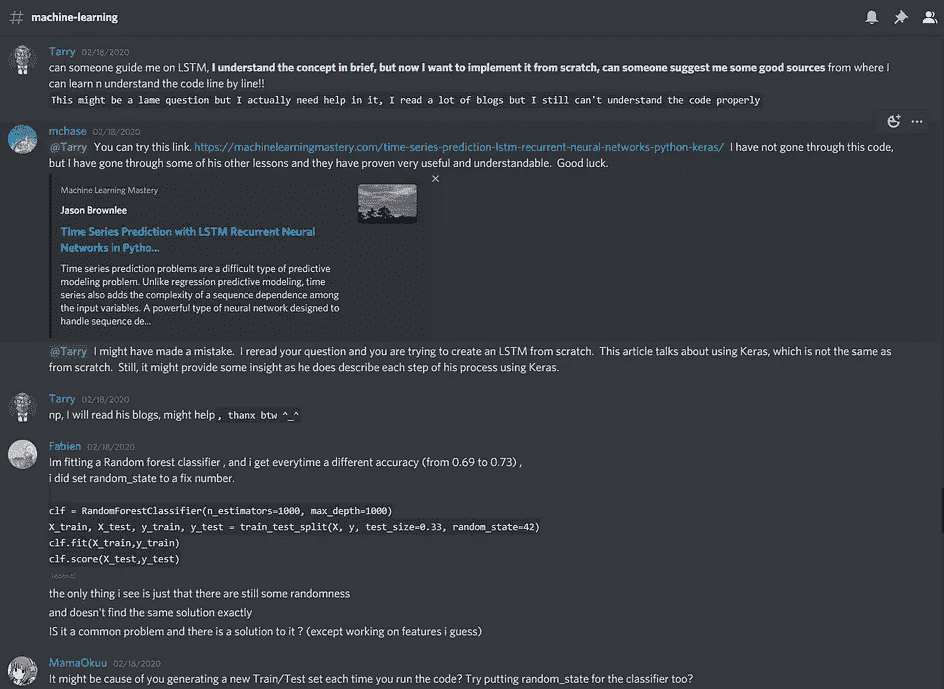 # machine-learning
Tarry 02/18/2020
can someone guide me on LSTM, I understand the concept in brief, but now I want to implement it from scratch, can someone suggest me some good sources from where I
can learn n understand the code line by line!!
This might be a lame question but I actually need help in it, I read a lot of blogs but I still can't understand the code properly
mchase 02/18/2020
@Tarry You can try this link. https://machinelearningmastery.com/time-series-prediction-lstm-recurrent-neural-networks-python-keras/ I have not gone through this code,
but I have gone through some of his other lessons and they have proven very useful and understandable. Good luck.
Machine Learning Mastery
Jason Brownlee
Time Series Prediction with LSTM Recurrent Neural
Networks in Pytho...
Time series prediction problems are a difficult type of predictive
modeling problem. Unlike regression predictive modeling, time
series also adds the complexity of a sequence dependence among
the input variables. A powerful type of neural network designed to
handle sequence de...
@Tarry I might have made a mistake. I reread your question and you are trying to create an LSTM from scratch. This article talks about using Keras, which is not the same as
from scratch. Still, it might provide some insight as he does describe each step of his process using Keras.
Tarry 02/18/2020
np, I will read his blogs, might help , thanx btw ^_^
Fabien 02/18/2020
Im fitting a Random forest classifier , and i get everytime a different accuracy (from 0.69 to 0.73) ,
i did set random_state to a fix number.
clf = RandomForestClassifier(n_estimators=1000, max_depth=1000)
X_train, X_test, y_train, y_test = train_test_split(X, y, test_size=0.33, random_state=42)
clf.fit(X_train,y_train)
clf.score(X_test,y_test)
(edited)
the only thing i see is just that there are still some randomness
and doesn't find the same solution exactly
IS it a common problem and there is a solution to it ? (except working on features i guess)
MamaOkuu 02/18/2020
It might be cause of you generating a new Train/Test set each time you run the code? Try putting random_state for the classifier too?